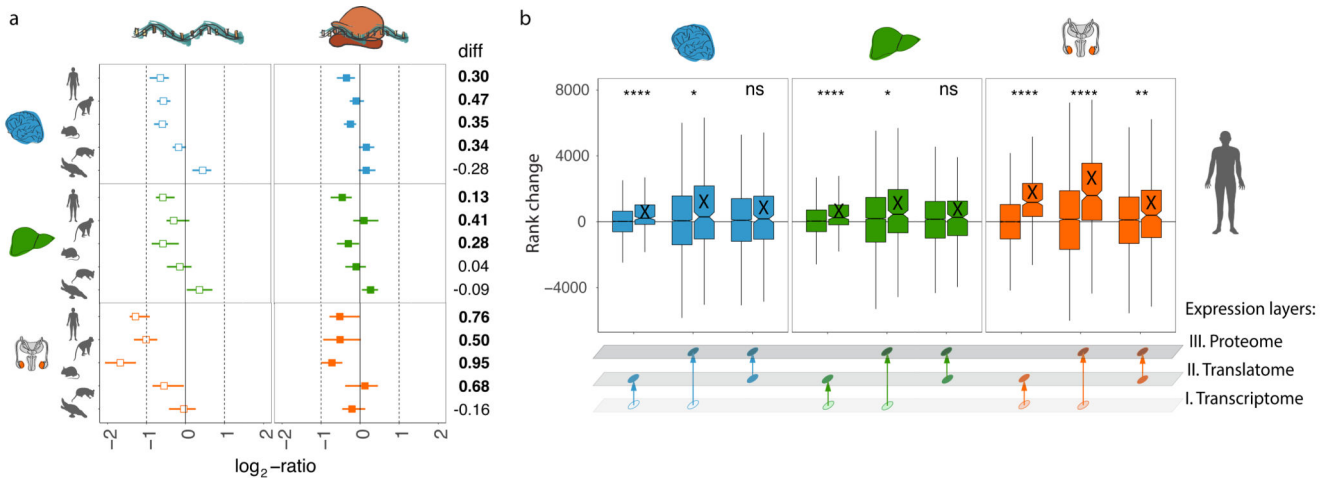 a
diff
0.30
0.47
0.35
0.34
-0.28
0.13
0.41
0.28
0.04
-0.09
0.76
0.50
0.95
0.68
-0.16
−2 −1 0 1 2 −2 −1 0 1 2
log2−ratio
b
**** * ns **** * ns **** **** **
8000
4000
0
−4000
Rank change
X X X X X X X X X
Expression layers:
III. Proteome
II. Translatome
I. Transcriptome